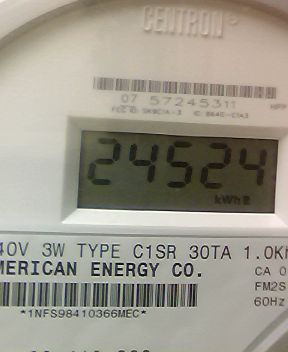 CENTRON
07 57245311
24524
kWh
40V 3W TYPE C1SR 30TA 1.0Kh
MERICAN ENERGY CO.
CA 0
FM2S
60Hz
*1NFS98410366MEC*